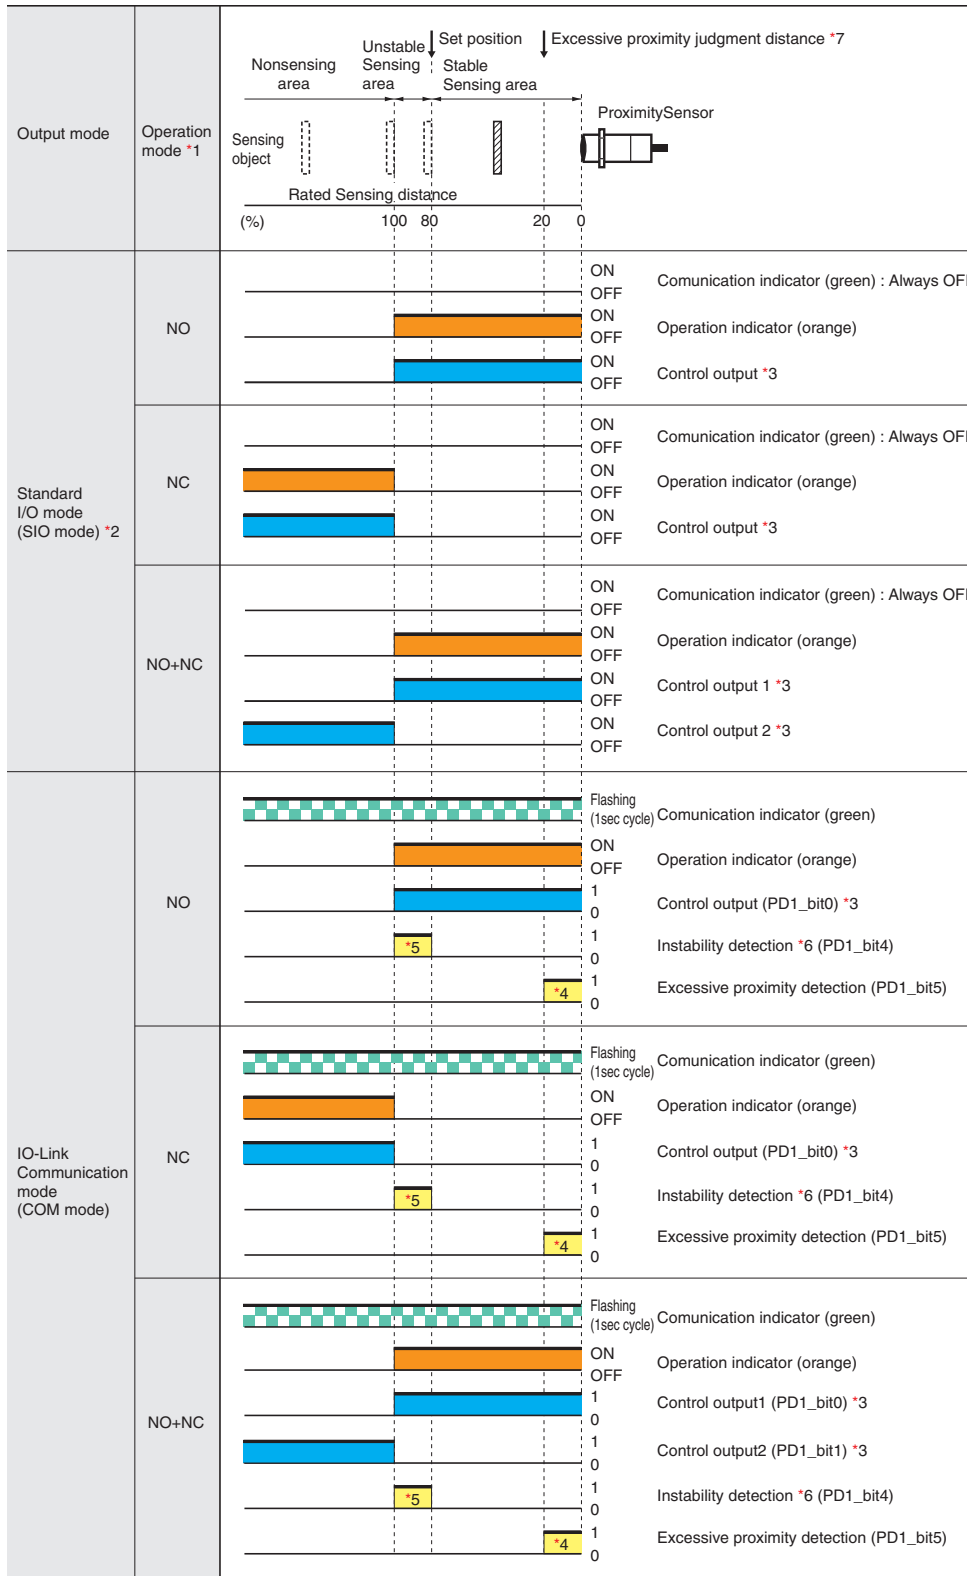 Output mode
Operation
mode *1
Nonsensing
area
Unstable
Sensing
area
Set position
Stable
Sensing area
Excessive proximity judgment distance *7
ProximitySensor
Sensing
object
Rated Sensing distance
(%) 100 80 20 0
Standard
I/O mode
(SIO mode) *2
NO
ON
OFF
Comunication indicator (green) : Always OFF
ON
OFF
Operation indicator (orange)
ON
OFF
Control output *3
NC
ON
OFF
Comunication indicator (green) : Always OFF
ON
OFF
Operation indicator (orange)
ON
OFF
Control output *3
NO+NC
ON
OFF
Comunication indicator (green) : Always OFF
ON
OFF
Operation indicator (orange)
ON
OFF
Control output 1 *3
ON
OFF
Control output 2 *3
IO-Link
Communication
mode
(COM mode)
NO
Flashing
(1sec cycle)
Comunication indicator (green)
ON
OFF
Operation indicator (orange)
1
0
Control output (PD1_bit0) *3
*5
1
0
Instability detection *6 (PD1_bit4)
*4
1
0
Excessive proximity detection (PD1_bit5)
NC
Flashing
(1sec cycle)
Comunication indicator (green)
ON
OFF
Operation indicator (orange)
1
0
Control output (PD1_bit0) *3
*5
1
0
Instability detection *6 (PD1_bit4)
*4
1
0
Excessive proximity detection (PD1_bit5)
NO+NC
Flashing
(1sec cycle)
Comunication indicator (green)
ON
OFF
Operation indicator (orange)
1
0
Control output1 (PD1_bit0) *3
1
0
Control output2 (PD1_bit1) *3
*5
1
0
Instability detection *6 (PD1_bit4)
*4
1
0
Excessive proximity detection (PD1_bit5)